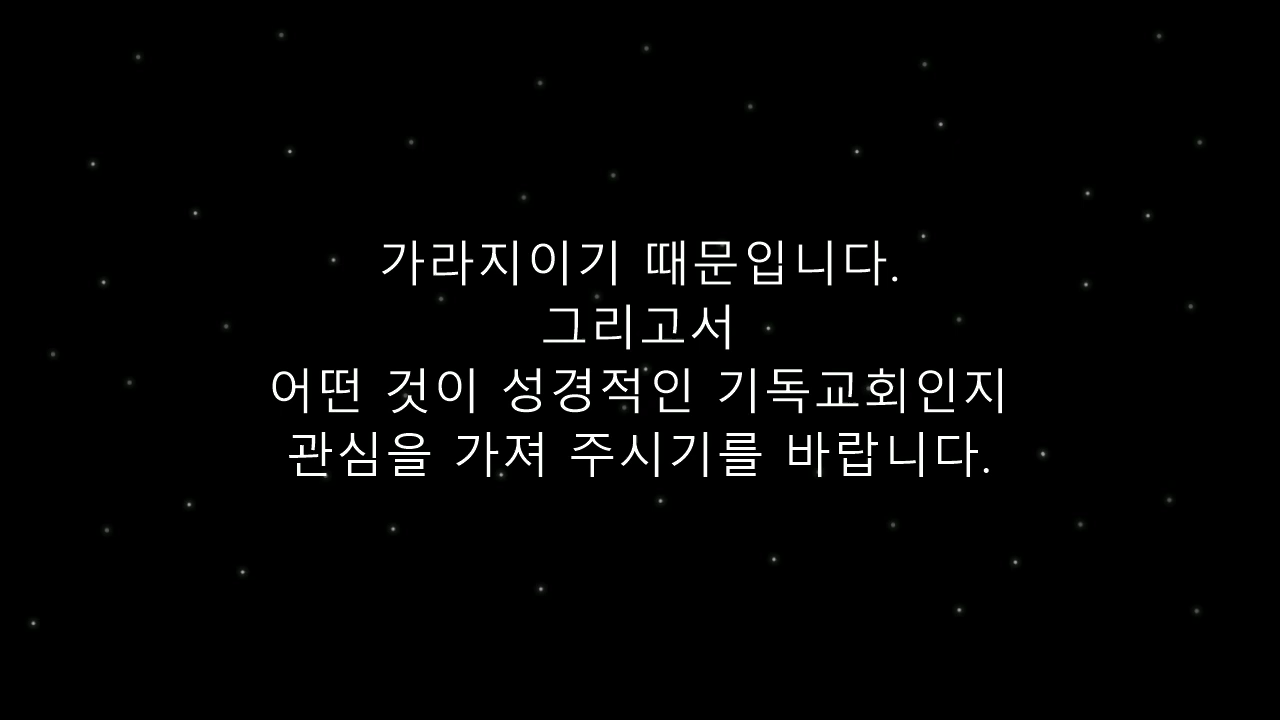 가라지이기 때문입니다.
그리고서
어떤 것이 성경적인 기독교회인지
관심을 가져 주시기를 바랍니다.